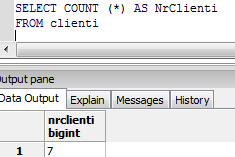 SELECT COUNT (*) AS NrClienti
FROM clienti
Output pane
Data Output Explain Messages History
nrclienti
bigint
1 7